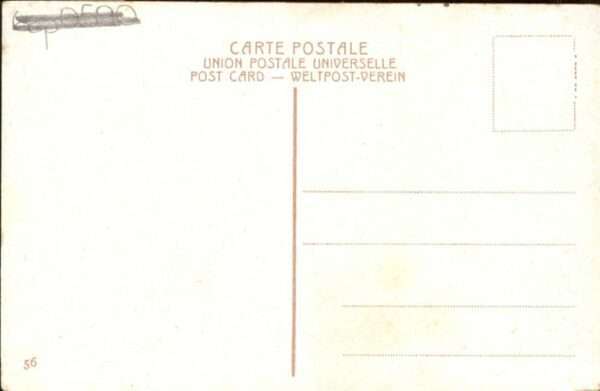 CARTE POSTALE
UNION POSTALE UNIVERSELLE
POST CARD — WELTPOST-VEREIN
56